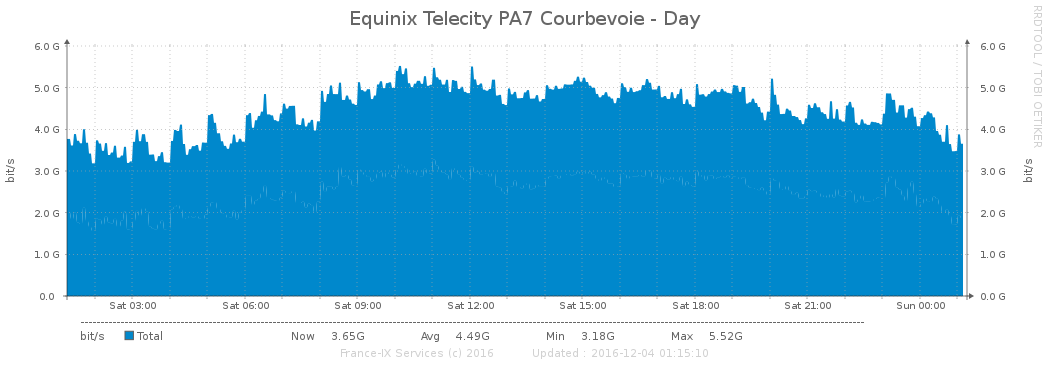 Equinix Telecity PA7 Courbevoie - Day
RRDTOOL / TOBI OETIKER
6.0 G 6.0 G
5.0 G 5.0 G
4.0 G 4.0 G
3.0 G 3.0 G
2.0 G 2.0 G
1.0 G 1.0 G
0.0 0.0 G
bit/s
bit/s
Sat 03:00 Sat 06:00 Sat 09:00 Sat 12:00 Sat 15:00 Sat 18:00 Sat 21:00 Sun 00:00
bit/s Total Now 3.65G Avg 4.49G Min 3.18G Max 5.52G
France-IX Services (c) 2016 Updated : 2016-12-04 01:15:10